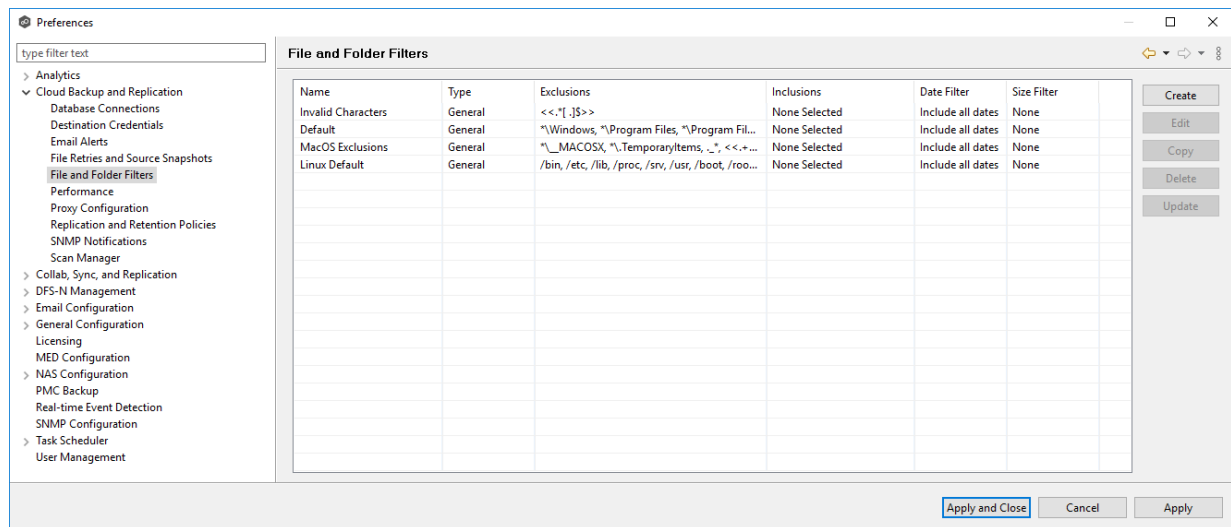 Preferences
type filter text
Analytics
Cloud Backup and Replication
Database Connections
Destination Credentials
Email Alerts
File Retries and Source Snapshots
File and Folder Filters
Performance
Proxy Configuration
Replication and Retention Policies
SNMP Notifications
Scan Manager
Collab, Sync, and Replication
DFS-N Management
Email Configuration
General Configuration
Licensing
MED Configuration
NAS Configuration
PMC Backup
Real-time Event Detection
SNMP Configuration
Task Scheduler
User Management
File and Folder Filters
Name Type Exclusions Inclusions Date Filter Size Filter
Invalid Characters General <<.*[ .]$>> None Selected Include all dates None
Default General *\Windows, *\Program Files, *\Program Fil... None Selected Include all dates None
MacOS Exclusions General *\__MACOSX, *\.TemporaryItems, ._*, <<.+... None Selected Include all dates None
Linux Default General /bin, /etc, /lib, /proc, /srv, /usr, /boot, /roo... None Selected Include all dates None
Create
Edit
Copy
Delete
Update
Apply and Close Cancel Apply